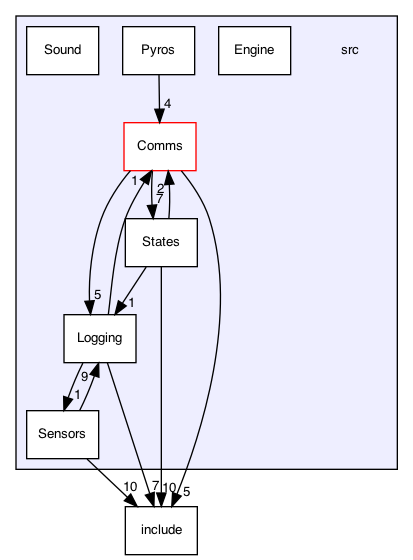 Sound
Pyros
Engine
src
4
Comms
1
2
7
States
5
1
Logging
9
1
Sensors
10
7
10
5
include